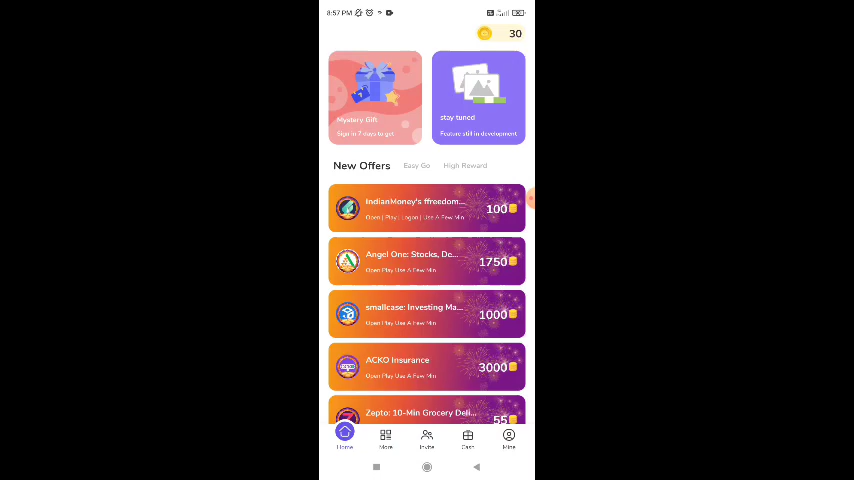 8:57 PM
30
Mystery Gift
Sign in 7 days to get
stay tuned
Feature still in development
New Offers Easy Go High Reward
IndianMoney's ffreedom...
Open | Play | Logon | Use A Few Min
100
Angel One: Stocks, De...
Open Play Use A Few Min
1750
smallcase: Investing Ma...
Open Play Use A Few Min
1000
ACKO Insurance
Open Play Use A Few Min
3000
Zepto: 10-Min Grocery Deli...
55
Home More Invite Cash Mine